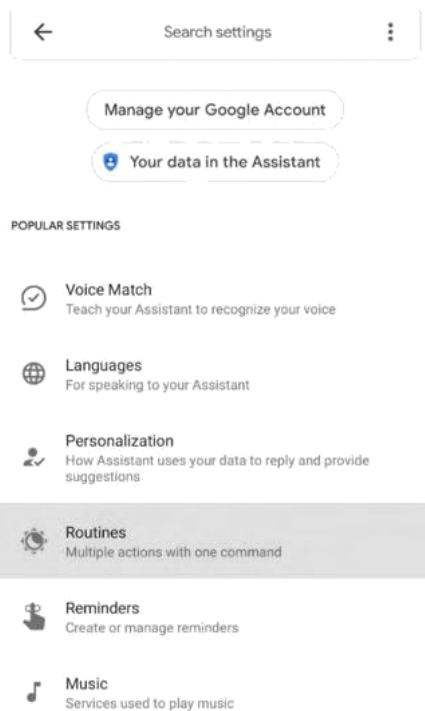 Search settings
Manage your Google Account
Your data in the Assistant
POPULAR SETTINGS
Voice Match
Teach your Assistant to recognize your voice
Languages
For speaking to your Assistant
Personalization
How Assistant uses your data to reply and provide
suggestions
Routines
Multiple actions with one command
Reminders
Create or manage reminders
Music
Services used to play music